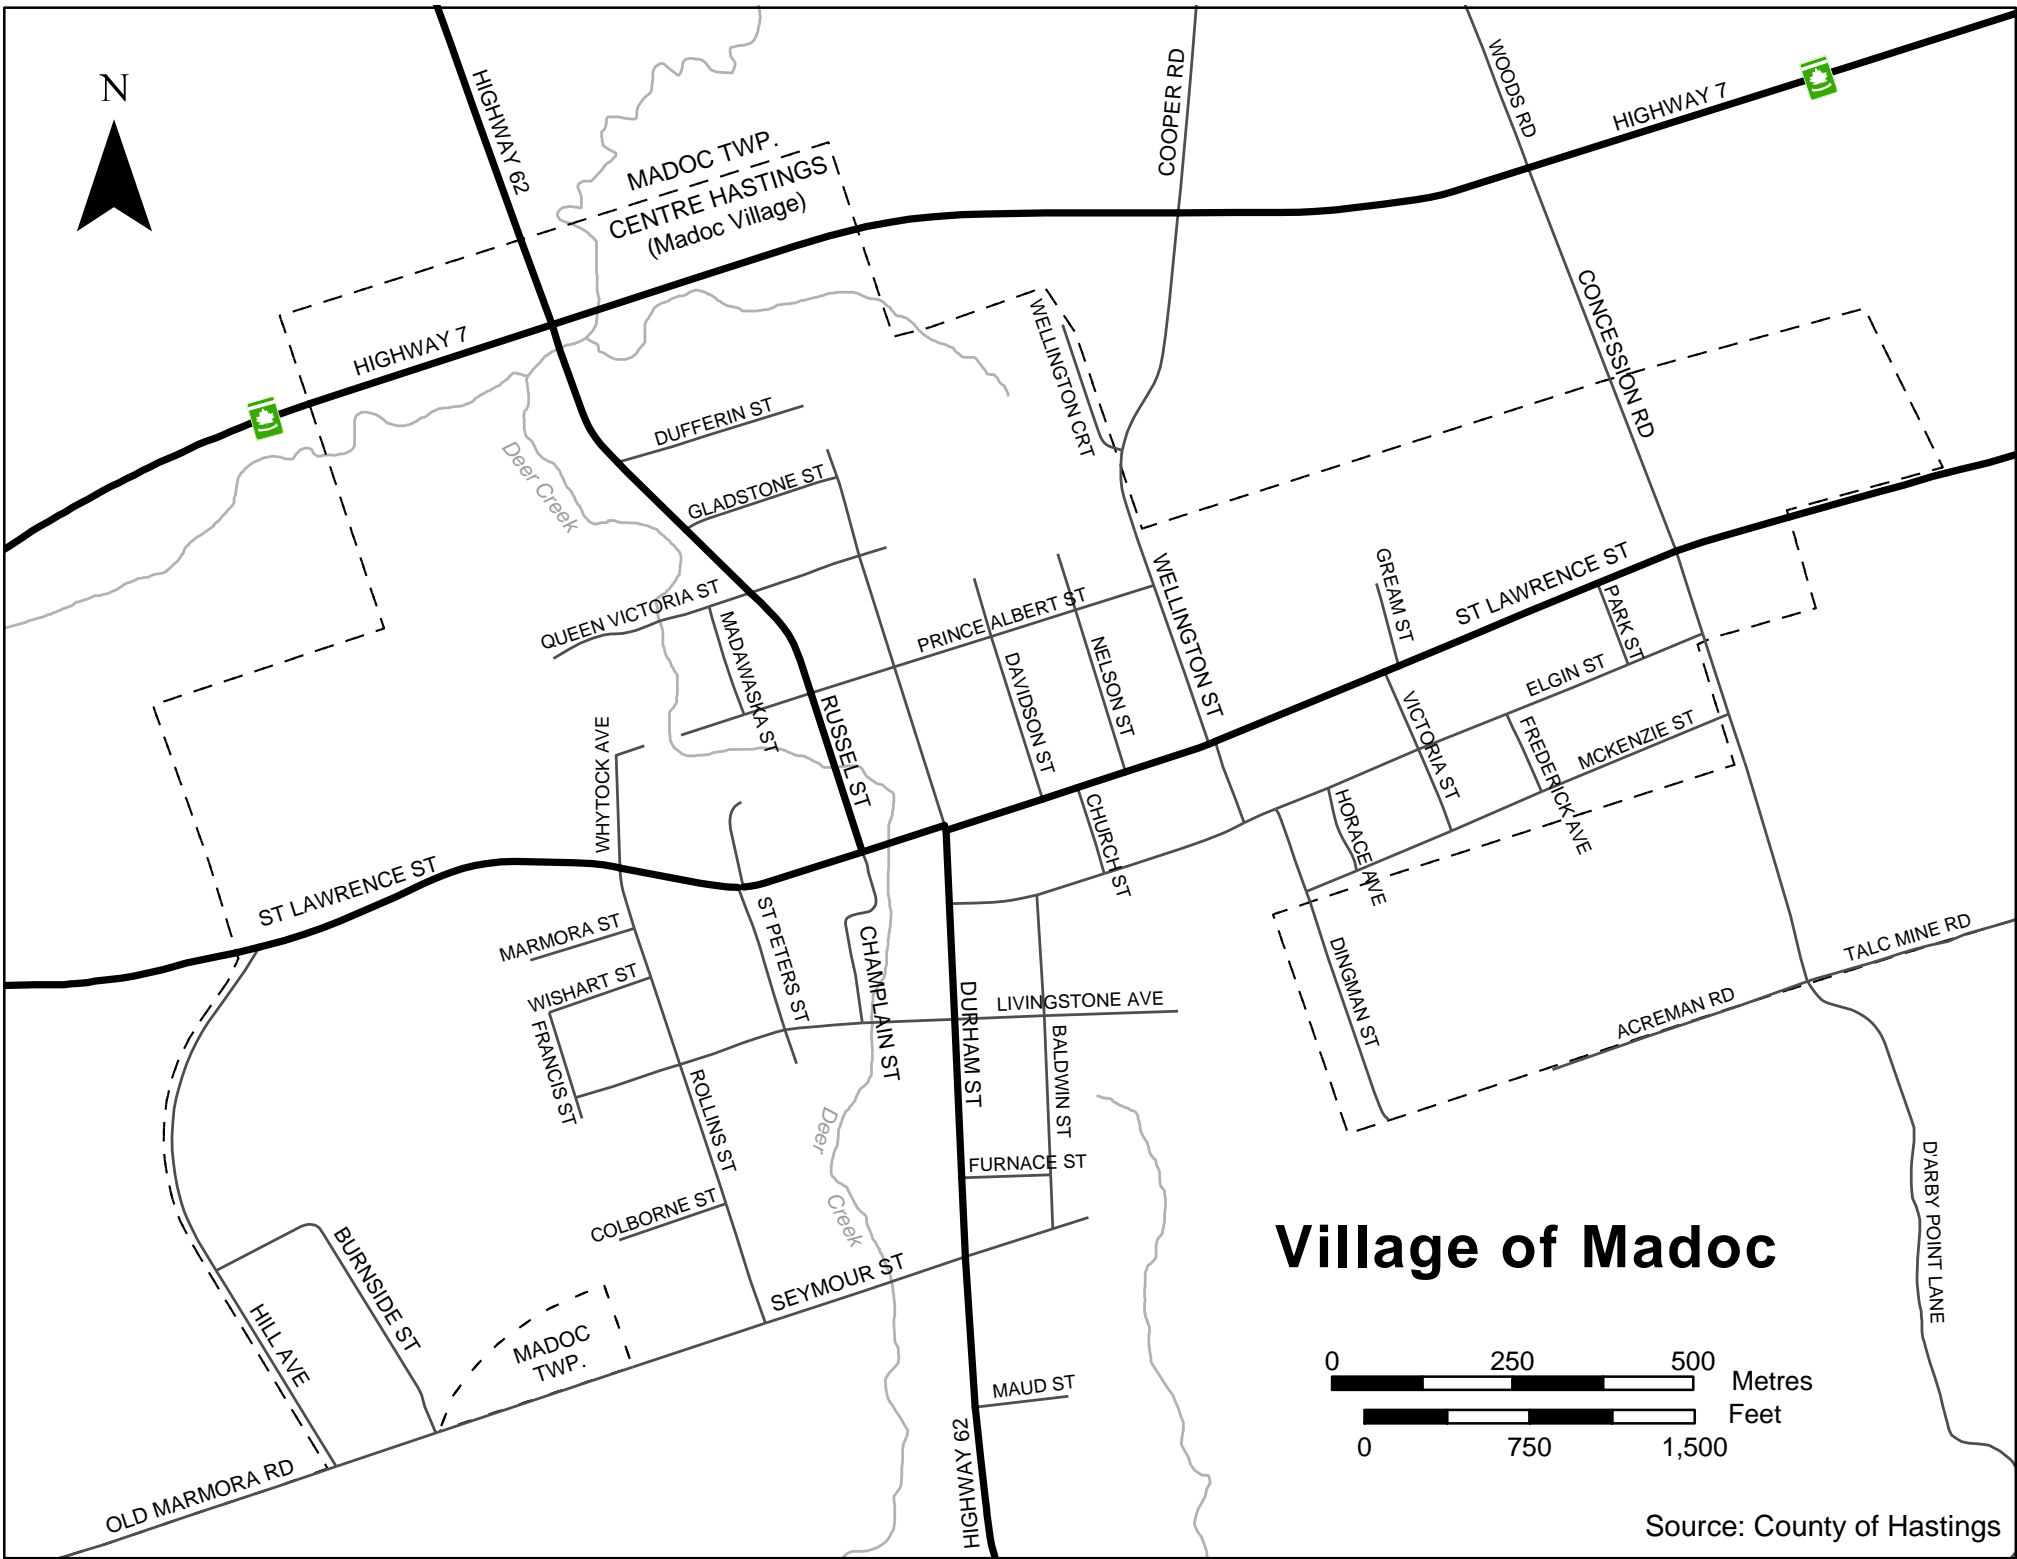 N
HIGHWAY 62
MADOC TWP.
CENTRE HASTINGS
(Madoc Village)
COOPER RD
WOODS RD
HIGHWAY 7
HIGHWAY 7
WELLINGTON CRT
CONCESSION RD
DUFFERIN ST
GLADSTONE ST
Deer Creek
QUEEN VICTORIA ST
MADAWASKA ST
PRINCE ALBERT ST
WELLINGTON ST
GREAM ST
ST LAWRENCE ST
PARK ST
DAVIDSON ST
NELSON ST
ELGIN ST
VICTORIA ST
FREDERICK AVE
MCKENZIE ST
RUSSEL ST
WHYTOCK AVE
CHURCH ST
HORACE AVE
ST LAWRENCE ST
MARMORA ST
WISHART ST
FRANCIS ST
ST PETERS ST
CHAMPLAIN ST
DURHAM ST
LIVINGSTONE AVE
BALDWIN ST
DINGMAN ST
TALC MINE RD
ACREMAN RD
ROLLINS ST
Deer
Creek
FURNACE ST
COLBORNE ST
SEYMOUR ST
D'ARBY POINT LANE
BURNSIDE ST
HILL AVE
MADOC
TWP.
MAUD ST
HIGHWAY 62
OLD MARMORA RD
Village of Madoc
0 250 500
Metres
Feet
0 750 1,500
Source: County of Hastings